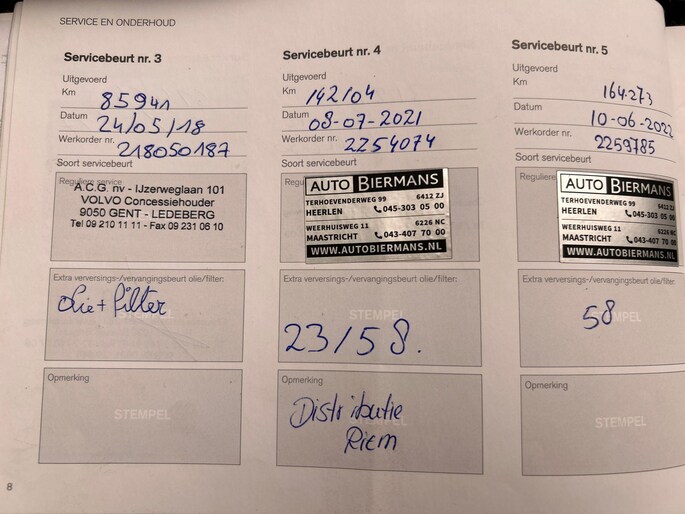 SERVICE EN ONDERHOUD
Servicebeurt nr. 3
Uitgevoerd
Km 85941
Datum 24/05/18
Werkorder nr. 218050187
Soort servicebeurt
Reguliere service
A.C.G. nv - IJzerweglaan 101
VOLVO Concessiehouder
9050 GENT - LEDEBERG
Tel 09 210 11 11 - Fax 09 231 06 10
Extra verversings-/vervangingsbeurt olie/filter:
olie + filter
STEMPEL
Opmerking
STEMPEL
Servicebeurt nr. 4
Uitgevoerd
Km 142104
Datum 08-07-2021
Werkorder nr. 2254074
Soort servicebeurt
Regu
AUTO BIERMANS
TERHOEVENDERWEG 99 6412 ZJ
HEERLEN 045-303 05 00
WEERHUISWEG 11 6226 NC
MAASTRICHT 043-407 70 00
WWW.AUTOBIERMANS.NL
Extra verversings-/vervangingsbeurt olie/filter:
STEMPEL
23/58.
Opmerking
Distributie
Riem
Servicebeurt nr. 5
Uitgevoerd
Km 164.273
Datum 10-06-2022
Werkorder nr. 2259785
Soort servicebeurt
AUTO BIERMANS
TERHOEVENDERWEG 99 6412 ZJ
HEERLEN 045-303 05 00
WEERHUISWEG 11 6226 NC
MAASTRICHT 043-407 70 00
WWW.AUTOBIERMANS.NL
Extra verversings-/vervangingsbeurt olie/filter:
58
STEMPEL
Opmerking
STEMPEL
8